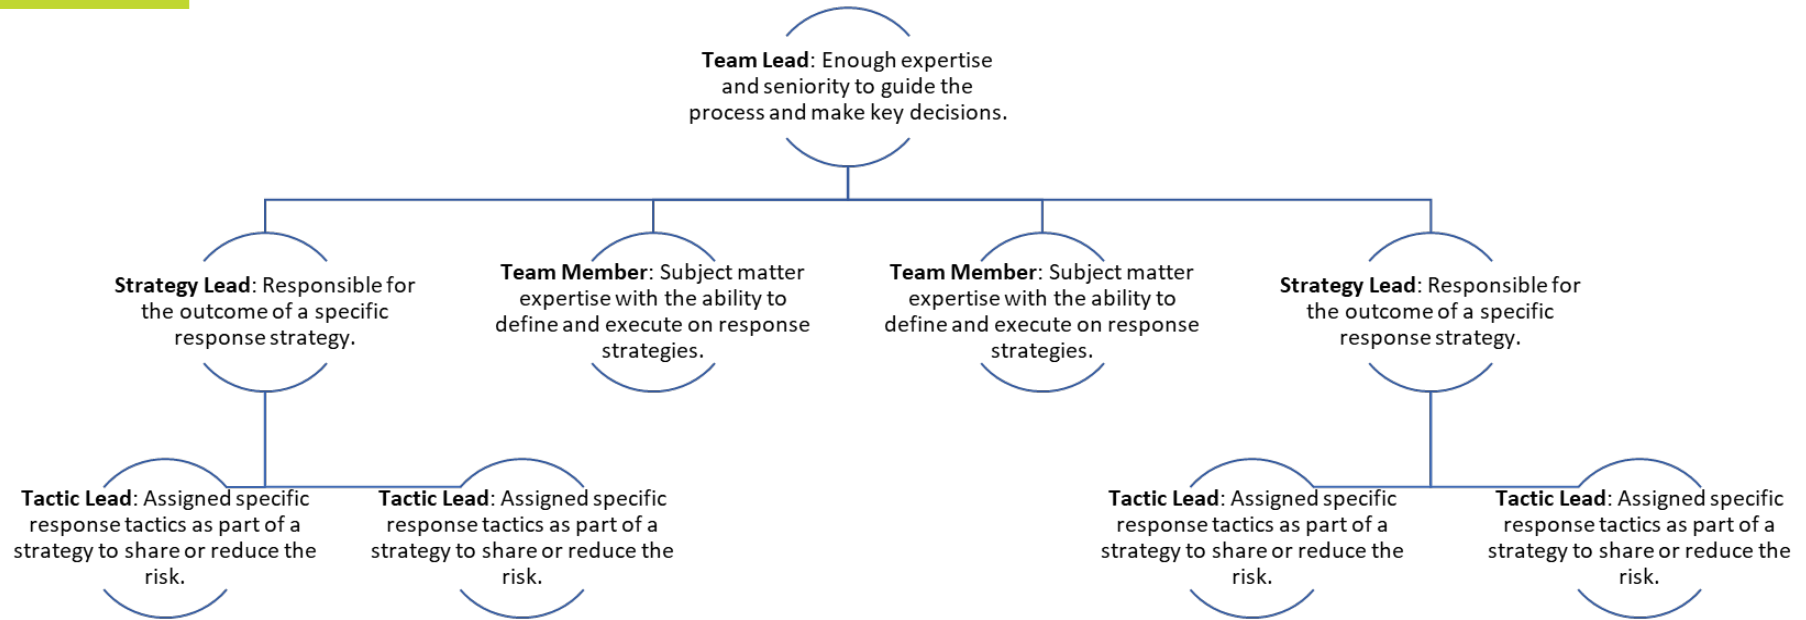 Team Lead: Enough expertise
and seniority to guide the
process and make key decisions.
Strategy Lead: Responsible for
the outcome of a specific
response strategy.
Team Member: Subject matter
expertise with the ability to
define and execute on response
strategies.
Team Member: Subject matter
expertise with the ability to
define and execute on response
strategies.
Strategy Lead: Responsible for
the outcome of a specific
response strategy.
Tactic Lead: Assigned specific
response tactics as part of a
strategy to share or reduce the
risk.
Tactic Lead: Assigned specific
response tactics as part of a
strategy to share or reduce the
risk.
Tactic Lead: Assigned specific
response tactics as part of a
strategy to share or reduce the
risk.
Tactic Lead: Assigned specific
response tactics as part of a
strategy to share or reduce the
risk.